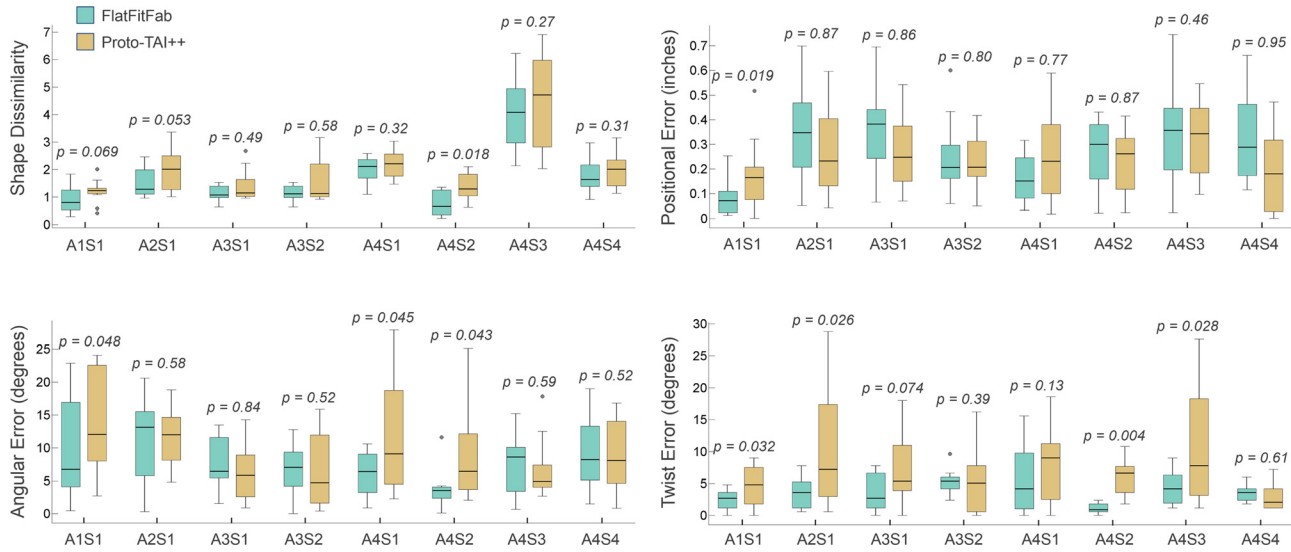 FlatFitFab
Proto-TAI++
Shape Dissimilarity
7
6
5
4
3
2
1
0
p = 0.069
p = 0.053
p = 0.49
p = 0.58
p = 0.32
p = 0.018
p = 0.27
p = 0.31
A1S1 A2S1 A3S1 A3S2 A4S1 A4S2 A4S3 A4S4
Positional Error (inches)
0.7
0.6
0.5
0.4
0.3
0.2
0.1
0
p = 0.019
p = 0.87
p = 0.86
p = 0.80
p = 0.77
p = 0.87
p = 0.46
p = 0.95
A1S1 A2S1 A3S1 A3S2 A4S1 A4S2 A4S3 A4S4
Angular Error (degrees)
25
20
15
10
5
0
p = 0.048
p = 0.58
p = 0.84
p = 0.52
p = 0.045
p = 0.043
p = 0.59
p = 0.52
A1S1 A2S1 A3S1 A3S2 A4S1 A4S2 A4S3 A4S4
Twist Error (degrees)
30
25
20
15
10
5
0
p = 0.032
p = 0.026
p = 0.074
p = 0.39
p = 0.13
p = 0.004
p = 0.028
p = 0.61
A1S1 A2S1 A3S1 A3S2 A4S1 A4S2 A4S3 A4S4